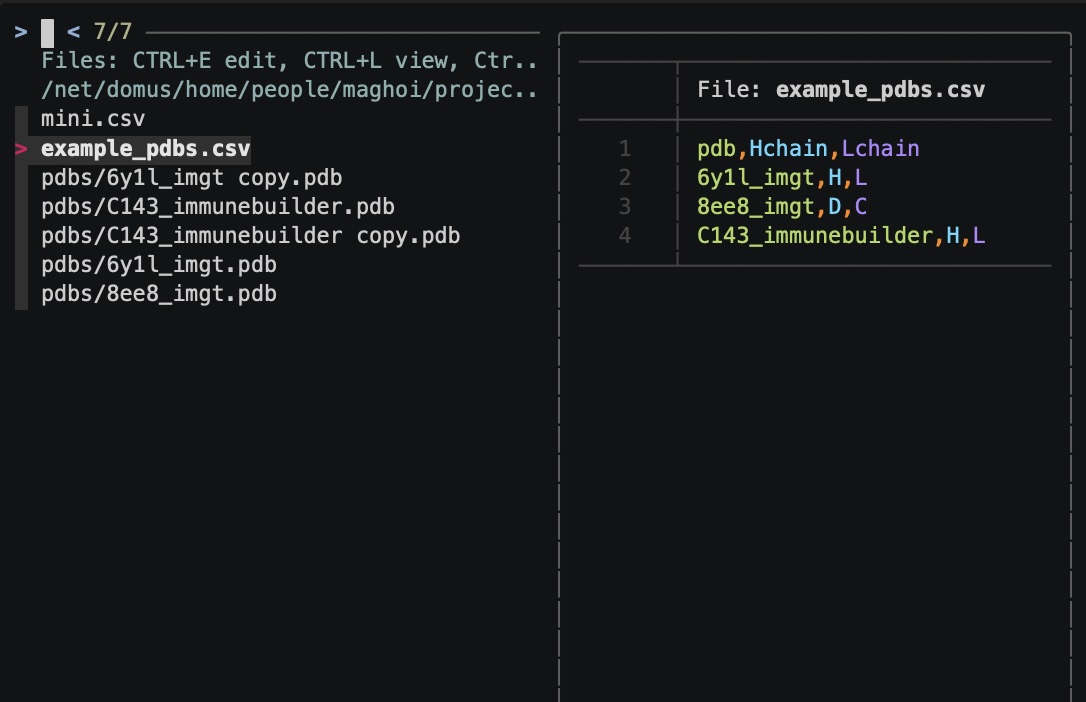 > < 7/7
Files: CTRL+E edit, CTRL+L view, Ctr..
/net/domus/home/people/maghoi/projec..
mini.csv
> example_pdbs.csv
pdbs/6y1l_imgt copy.pdb
pdbs/C143_immunebuilder.pdb
pdbs/C143_immunebuilder copy.pdb
pdbs/6y1l_imgt.pdb
pdbs/8ee8_imgt.pdb
File: example_pdbs.csv
1 pdb,Hchain,Lchain
2 6y1l_imgt,H,L
3 8ee8_imgt,D,C
4 C143_immunebuilder,H,L